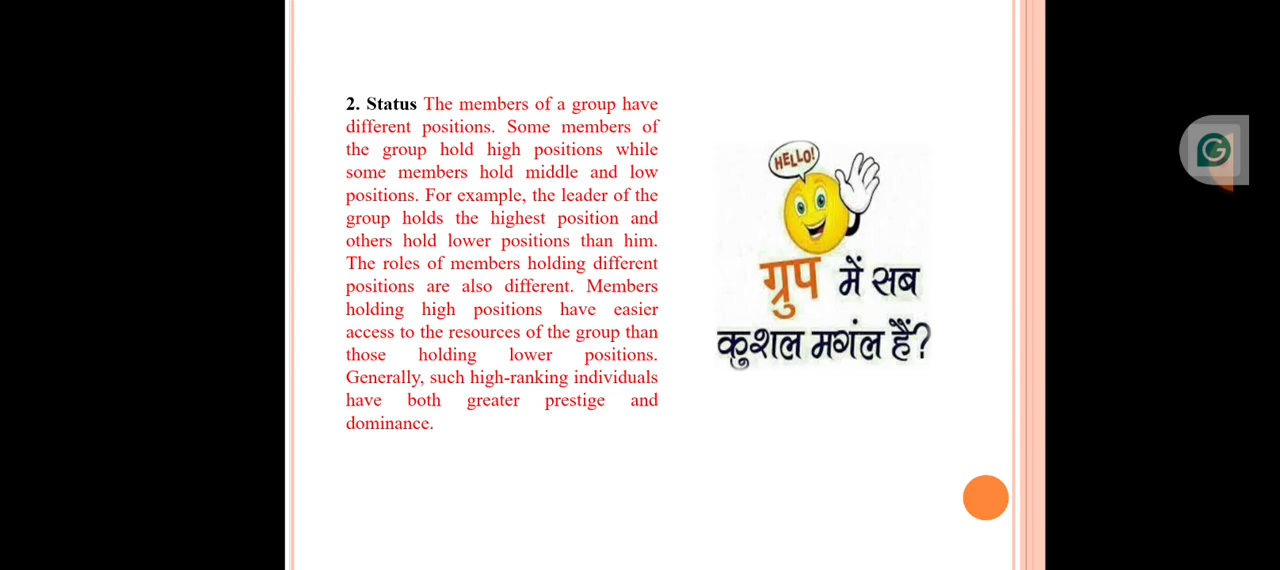 2. Status The members of a group have
different positions. Some members of
the group hold high positions while
some members hold middle and low
positions. For example, the leader of the
group holds the highest position and
others hold lower positions than him.
The roles of members holding different
positions are also different. Members
holding high positions have easier
access to the resources of the group than
those holding lower positions.
Generally, such high-ranking individuals
have both greater prestige and
dominance.
HELLO!
ग्रुप में सब
कुशल मगंल हैं?